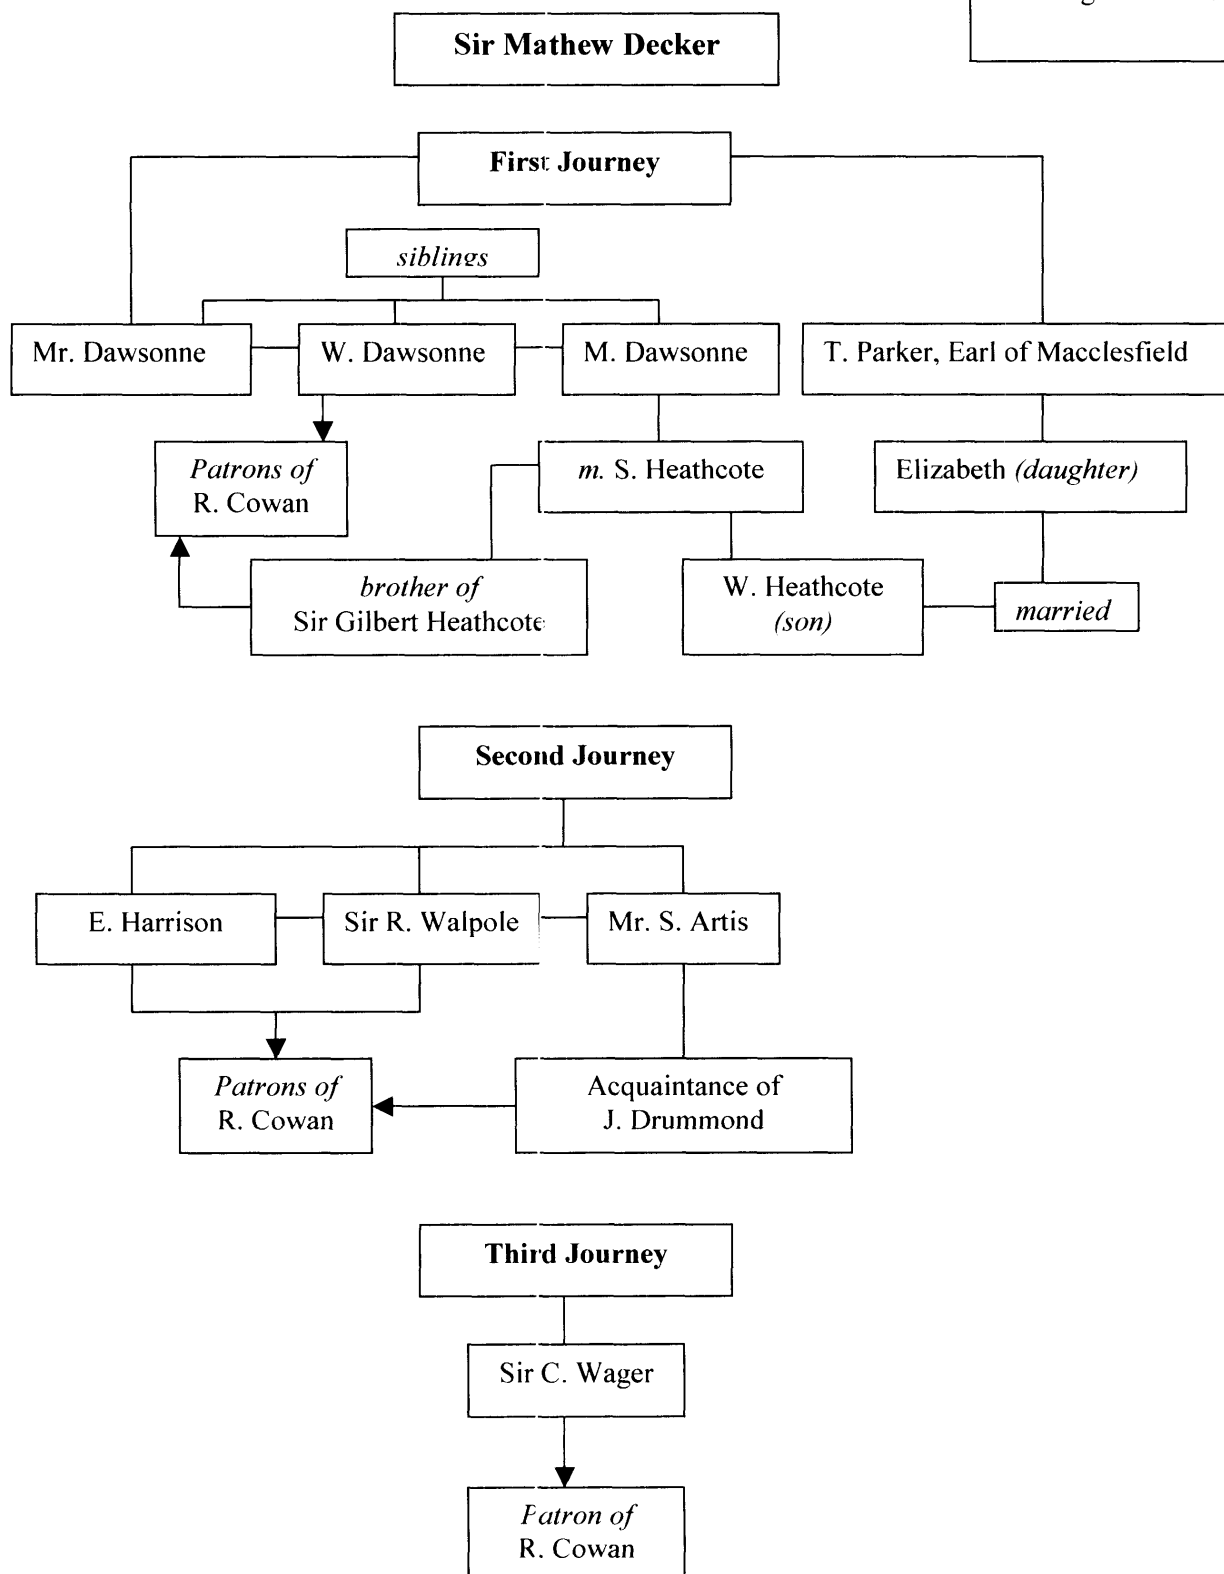 Sir Mathew Decker
First Journey
siblings
Mr. Dawsonne
W. Dawsonne
M. Dawsonne
T. Parker, Earl of Macclesfield
Patrons of
R. Cowan
m. S. Heathcote
Elizabeth (daughter)
brother of
Sir Gilbert Heathcote
W. Heathcote
(son)
married
Second Journey
E. Harrison
Sir R. Walpole
Mr. S. Artis
Patrons of
R. Cowan
Acquaintance of
J. Drummond
Third Journey
Sir C. Wager
Patron of
R. Cowan